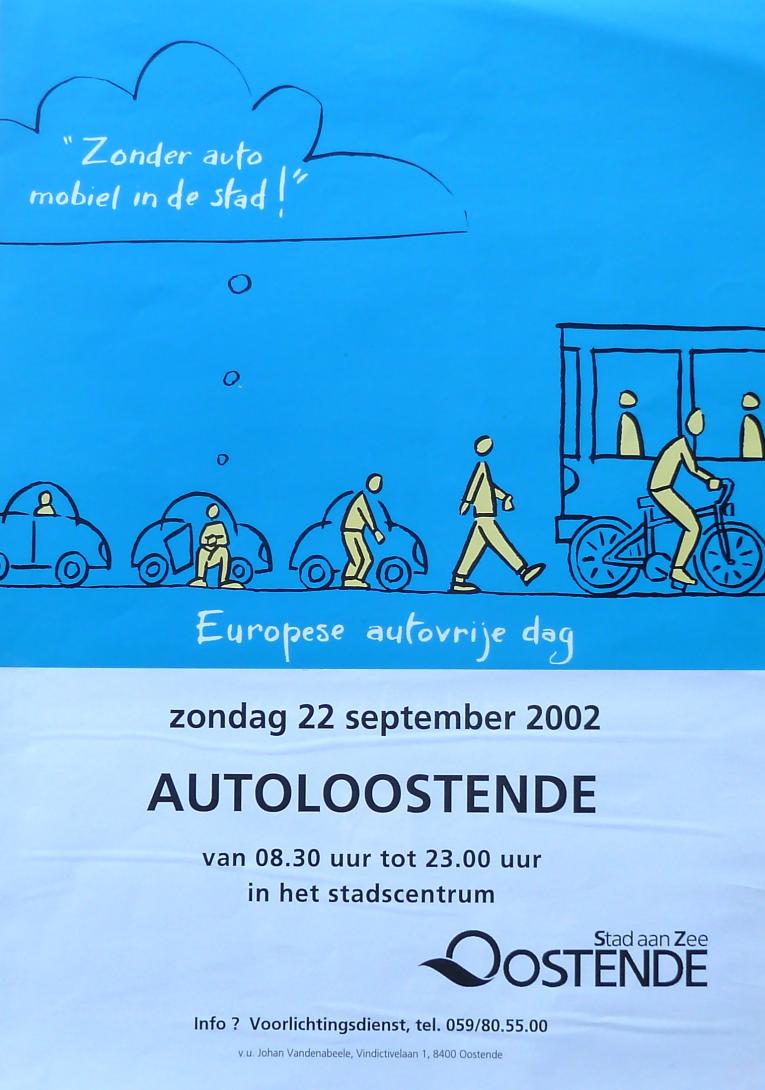 "Zonder auto
mobiel in de stad!"
Europese autovrije dag
zondag 22 september 2002
AUTOLOOSTENDE
van 08.30 uur tot 23.00 uur
in het stadscentrum
Stad aan Zee
OOSTENDE
Info ? Voorlichtingsdienst, tel. 059/80.55.00
v.u. Johan Vandenabeele, Vindictivelaan 1, 8400 Oostende